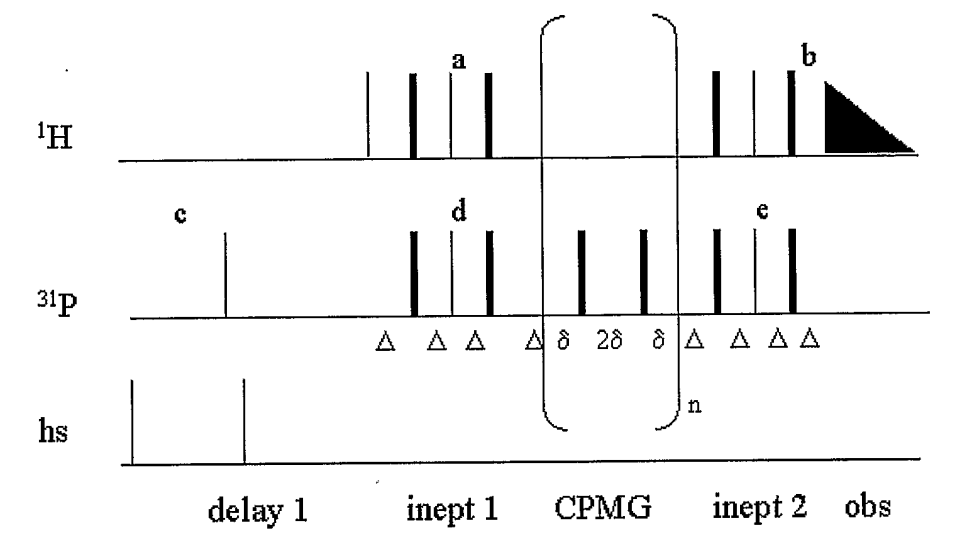 a b
¹H
c d e
³¹P
Δ Δ Δ Δ δ 2δ δ Δ Δ Δ Δ
n
hs
delay 1 inept 1 CPMG inept 2 obs